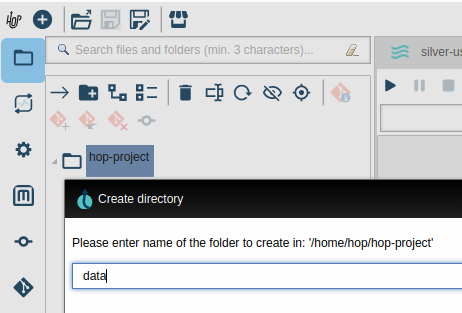 HOP
Search files and folders (min. 3 characters)...
silver-us
hop-project
Create directory
Please enter name of the folder to create in: '/home/hop/hop-project'
data